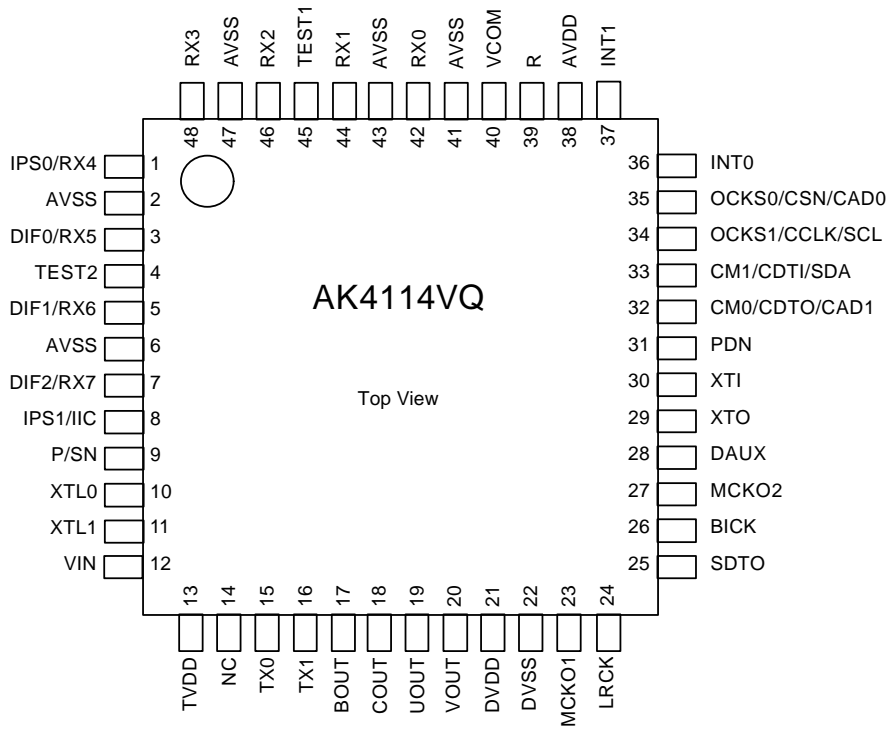 RX3 AVSS RX2 TEST1 RX1 AVSS RX0 AVSS VCOM R AVDD INT1
48 47 46 45 44 43 42 41 40 39 38 37
IPS0/RX4 1 36 INT0
AVSS 2 35 OCKS0/CSN/CAD0
DIF0/RX5 3 34 OCKS1/CCLK/SCL
TEST2 4 33 CM1/CDTI/SDA
DIF1/RX6 5 32 CM0/CDTO/CAD1
AK4114VQ
AVSS 6 31 PDN
DIF2/RX7 7 30 XTI
Top View
IPS1/IIC 8 29 XTO
P/SN 9 28 DAUX
XTL0 10 27 MCKO2
XTL1 11 26 BICK
VIN 12 25 SDTO
13 14 15 16 17 18 19 20 21 22 23 24
TVDD NC TX0 TX1 BOUT COUT UOUT VOUT DVDD DVSS MCKO1 LRCK